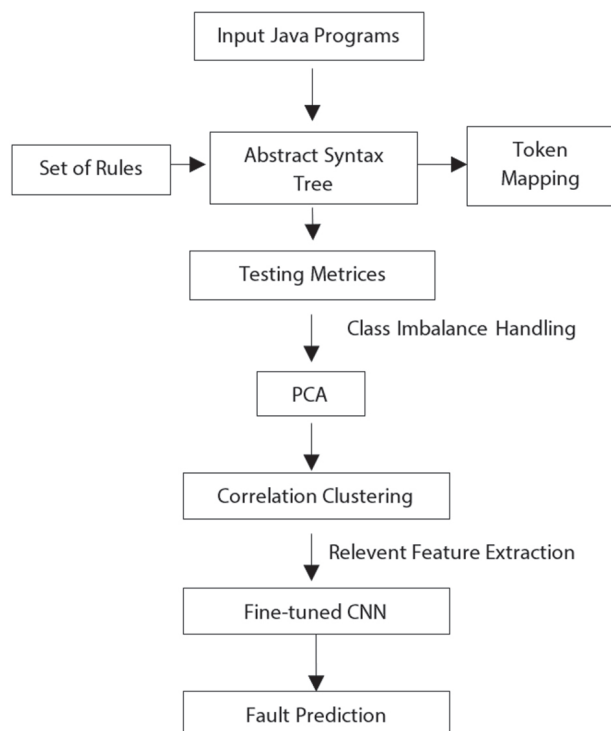 Input Java Programs
Set of Rules
Abstract Syntax
Tree
Token
Mapping
Testing Metrices
Class Imbalance Handling
PCA
Correlation Clustering
Relevent Feature Extraction
Fine-tuned CNN
Fault Prediction